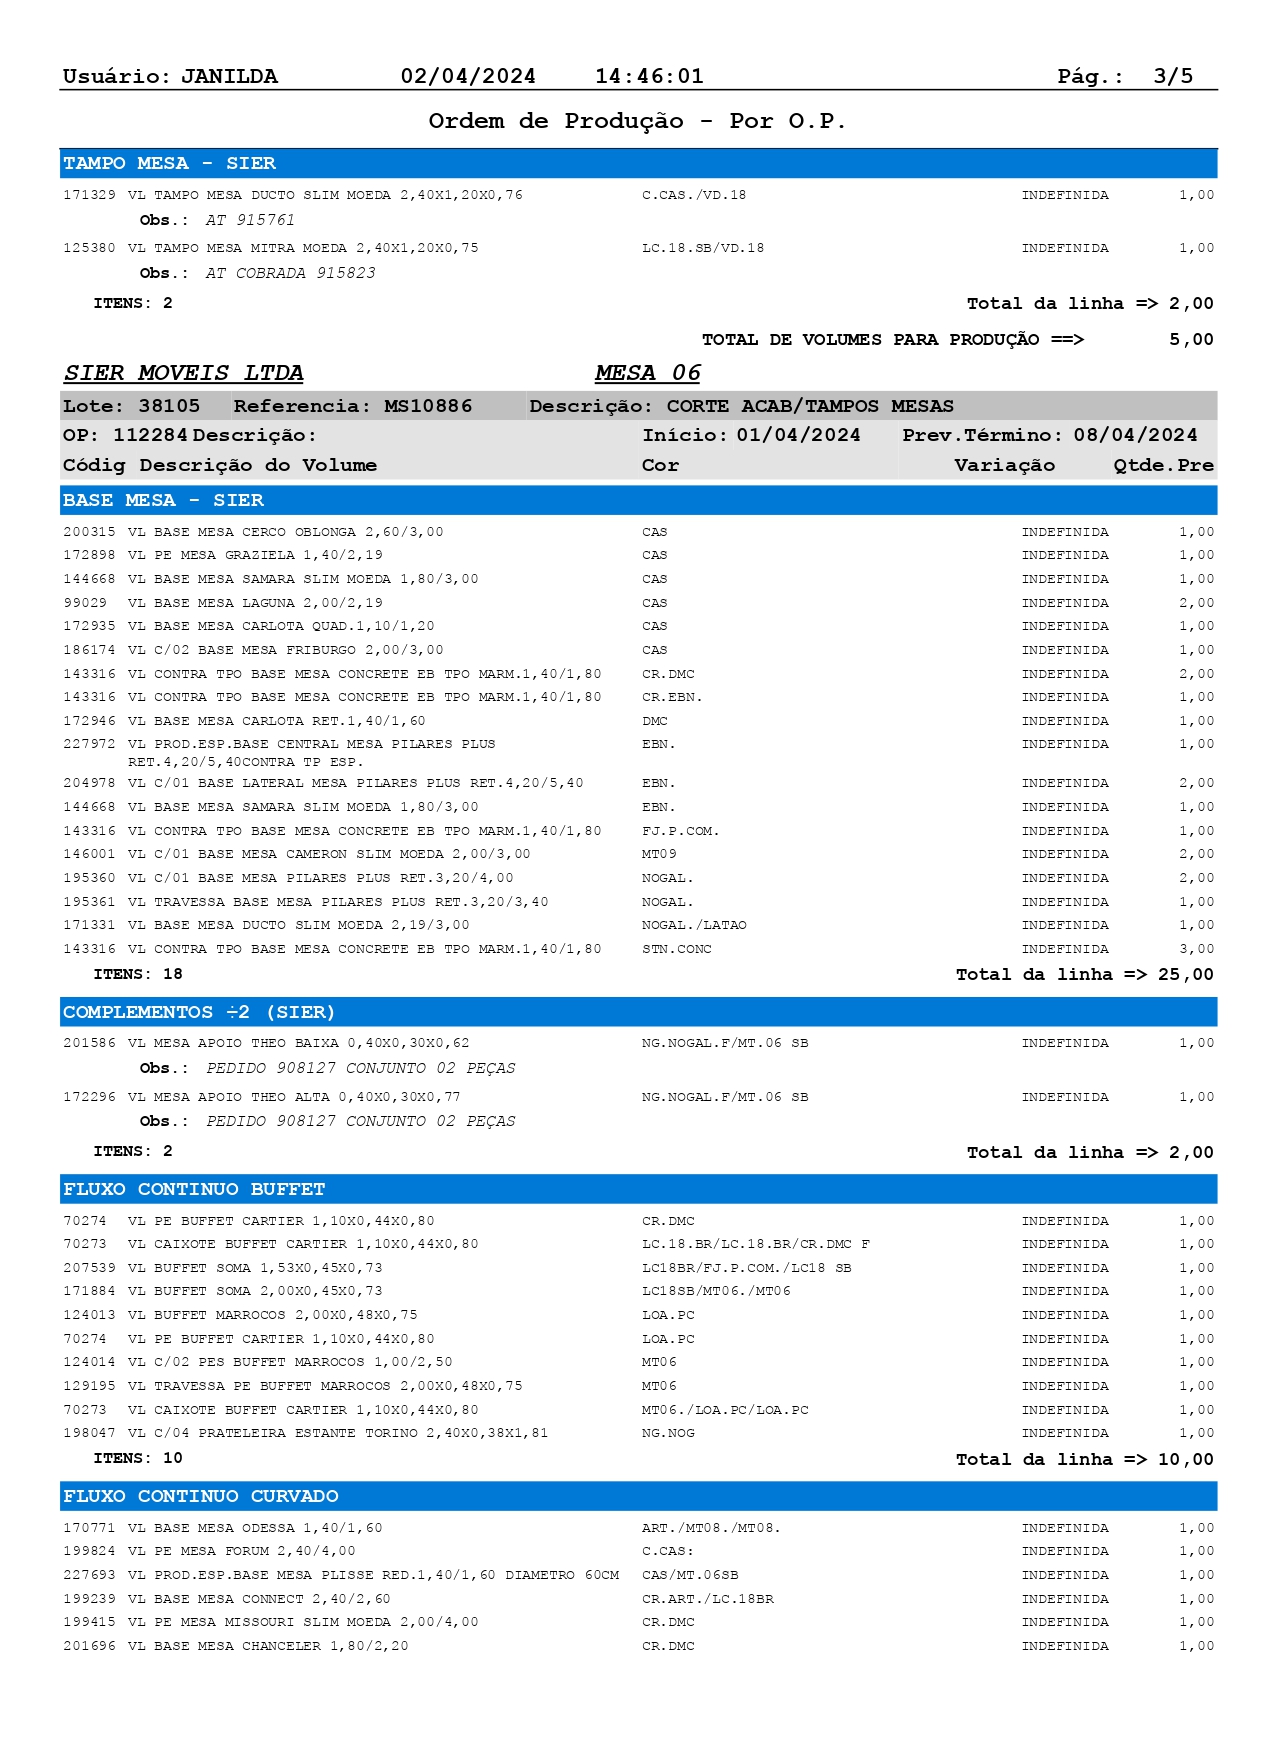 Usuário: JANILDA 02/04/2024 14:46:01 Pág.: 3/5
Ordem de Produção - Por O.P.
TAMPO MESA - SIER
171329 VL TAMPO MESA DUCTO SLIM MOEDA 2,40X1,20X0,76 C.CAS./VD.18 INDEFINIDA 1,00
Obs.: AT 915761
125380 VL TAMPO MESA MITRA MOEDA 2,40X1,20X0,75 LC.18.SB/VD.18 INDEFINIDA 1,00
Obs.: AT COBRADA 915823
ITENS: 2 Total da linha => 2,00
TOTAL DE VOLUMES PARA PRODUÇÃO ==> 5,00
SIER MOVEIS LTDA MESA 06
Lote: 38105 Referencia: MS10886 Descrição: CORTE ACAB/TAMPOS MESAS
OP: 112284 Descrição: Início: 01/04/2024 Prev.Término: 08/04/2024
Códig Descrição do Volume Cor Variação Qtde.Pre
BASE MESA - SIER
200315 VL BASE MESA CERCO OBLONGA 2,60/3,00 CAS INDEFINIDA 1,00
172898 VL PE MESA GRAZIELA 1,40/2,19 CAS INDEFINIDA 1,00
144668 VL BASE MESA SAMARA SLIM MOEDA 1,80/3,00 CAS INDEFINIDA 1,00
99029 VL BASE MESA LAGUNA 2,00/2,19 CAS INDEFINIDA 2,00
172935 VL BASE MESA CARLOTA QUAD.1,10/1,20 CAS INDEFINIDA 1,00
186174 VL C/02 BASE MESA FRIBURGO 2,00/3,00 CAS INDEFINIDA 1,00
143316 VL CONTRA TPO BASE MESA CONCRETE EB TPO MARM.1,40/1,80 CR.DMC INDEFINIDA 2,00
143316 VL CONTRA TPO BASE MESA CONCRETE EB TPO MARM.1,40/1,80 CR.EBN. INDEFINIDA 1,00
172946 VL BASE MESA CARLOTA RET.1,40/1,60 DMC INDEFINIDA 1,00
227972 VL PROD.ESP.BASE CENTRAL MESA PILARES PLUS EBN. INDEFINIDA 1,00
RET.4,20/5,40CONTRA TP ESP.
204978 VL C/01 BASE LATERAL MESA PILARES PLUS RET.4,20/5,40 EBN. INDEFINIDA 2,00
144668 VL BASE MESA SAMARA SLIM MOEDA 1,80/3,00 EBN. INDEFINIDA 1,00
143316 VL CONTRA TPO BASE MESA CONCRETE EB TPO MARM.1,40/1,80 FJ.P.COM. INDEFINIDA 1,00
146001 VL C/01 BASE MESA CAMERON SLIM MOEDA 2,00/3,00 MT09 INDEFINIDA 2,00
195360 VL C/01 BASE MESA PILARES PLUS RET.3,20/4,00 NOGAL. INDEFINIDA 2,00
195361 VL TRAVESSA BASE MESA PILARES PLUS RET.3,20/3,40 NOGAL. INDEFINIDA 1,00
171331 VL BASE MESA DUCTO SLIM MOEDA 2,19/3,00 NOGAL./LATAO INDEFINIDA 1,00
143316 VL CONTRA TPO BASE MESA CONCRETE EB TPO MARM.1,40/1,80 STN.CONC INDEFINIDA 3,00
ITENS: 18 Total da linha => 25,00
COMPLEMENTOS ÷2 (SIER)
201586 VL MESA APOIO THEO BAIXA 0,40X0,30X0,62 NG.NOGAL.F/MT.06 SB INDEFINIDA 1,00
Obs.: PEDIDO 908127 CONJUNTO 02 PEÇAS
172296 VL MESA APOIO THEO ALTA 0,40X0,30X0,77 NG.NOGAL.F/MT.06 SB INDEFINIDA 1,00
Obs.: PEDIDO 908127 CONJUNTO 02 PEÇAS
ITENS: 2 Total da linha => 2,00
FLUXO CONTINUO BUFFET
70274 VL PE BUFFET CARTIER 1,10X0,44X0,80 CR.DMC INDEFINIDA 1,00
70273 VL CAIXOTE BUFFET CARTIER 1,10X0,44X0,80 LC.18.BR/LC.18.BR/CR.DMC F INDEFINIDA 1,00
207539 VL BUFFET SOMA 1,53X0,45X0,73 LC18BR/FJ.P.COM./LC18 SB INDEFINIDA 1,00
171884 VL BUFFET SOMA 2,00X0,45X0,73 LC18SB/MT06./MT06 INDEFINIDA 1,00
124013 VL BUFFET MARROCOS 2,00X0,48X0,75 LOA.PC INDEFINIDA 1,00
70274 VL PE BUFFET CARTIER 1,10X0,44X0,80 LOA.PC INDEFINIDA 1,00
124014 VL C/02 PES BUFFET MARROCOS 1,00/2,50 MT06 INDEFINIDA 1,00
129195 VL TRAVESSA PE BUFFET MARROCOS 2,00X0,48X0,75 MT06 INDEFINIDA 1,00
70273 VL CAIXOTE BUFFET CARTIER 1,10X0,44X0,80 MT06./LOA.PC/LOA.PC INDEFINIDA 1,00
198047 VL C/04 PRATELEIRA ESTANTE TORINO 2,40X0,38X1,81 NG.NOG INDEFINIDA 1,00
ITENS: 10 Total da linha => 10,00
FLUXO CONTINUO CURVADO
170771 VL BASE MESA ODESSA 1,40/1,60 ART./MT08./MT08. INDEFINIDA 1,00
199824 VL PE MESA FORUM 2,40/4,00 C.CAS: INDEFINIDA 1,00
227693 VL PROD.ESP.BASE MESA PLISSE RED.1,40/1,60 DIAMETRO 60CM CAS/MT.06SB INDEFINIDA 1,00
199239 VL BASE MESA CONNECT 2,40/2,60 CR.ART./LC.18BR INDEFINIDA 1,00
199415 VL PE MESA MISSOURI SLIM MOEDA 2,00/4,00 CR.DMC INDEFINIDA 1,00
201696 VL BASE MESA CHANCELER 1,80/2,20 CR.DMC INDEFINIDA 1,00